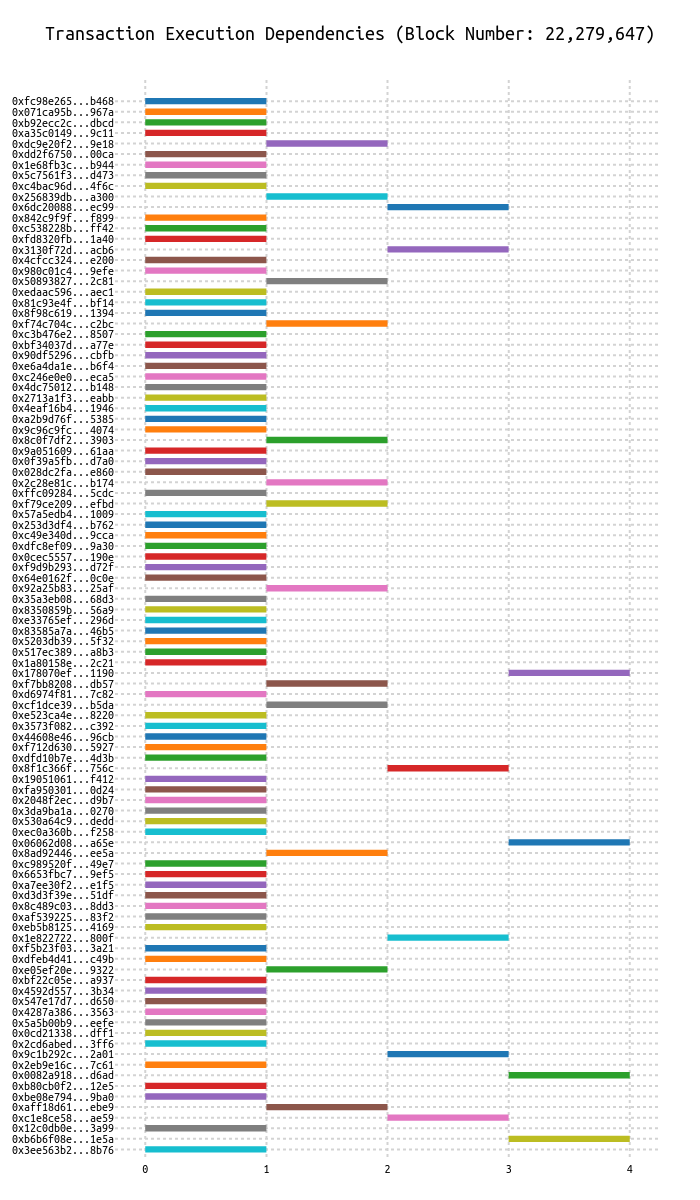 Transaction Execution Dependencies (Block Number: 22,279,647)
0xfc98e265...b468
0x071ca95b...967a
0xb92ecc2c...dbcd
0xa35c0149...9c11
0xdc9e20f2...9e18
0xdd2f6750...00ca
0x1e68fb3c...b944
0x5c7561f3...d473
0xc4bac96d...4f6c
0x256839db...a300
0x6dc20088...ec99
0x842c9f9f...f899
0xc538228b...ff42
0xfd8320fb...1a40
0x3130f72d...acb6
0x4cfcc324...e200
0x980c01c4...9efe
0x50893827...2c81
0xedaac596...aec1
0x81c93e4f...bf14
0x8f98c619...1394
0xf74c704c...c2bc
0xc3b476e2...8507
0xbf34037d...a77e
0x90df5296...cbfb
0xe6a4da1e...b6f4
0xc246e0e0...eca5
0x4dc75012...b148
0x2713a1f3...eabb
0x4eaf16b4...1946
0xa2b9d76f...5385
0x9c96c9fc...4074
0x8c0f7df2...3903
0x9a051609...61aa
0x0f39a5fb...d7a0
0x028dc2fa...e860
0x2c28e81c...b174
0xffc09284...5cdc
0xf79ce209...efbd
0x57a5edb4...1009
0x253d3df4...b762
0xc49e340d...9cca
0xdfc8ef09...9a30
0x0cec5557...190e
0xf9d9b293...d72f
0x64e0162f...0c0e
0x92a25b83...25af
0x35a3eb08...68d3
0x8350859b...56a9
0xe33765ef...296d
0x83585a7a...46b5
0x5203db39...5f32
0x517ec389...a8b3
0x1a80158e...2c21
0x178070ef...1190
0xf7bb8208...db57
0xd6974f81...7c82
0xcf1dce39...b5da
0xe523ca4e...8220
0x3573f082...c392
0x44608e46...96cb
0xf712d630...5927
0xdfd10b7e...4d3b
0x8f1c366f...756c
0x19051061...f412
0xfa950301...0d24
0x2048f2ec...d9b7
0x3da9ba1a...0270
0x530a64c9...dedd
0xec0a360b...f258
0x06062d08...a65e
0x8ad92446...ee5a
0xc989520f...49e7
0x6653fbc7...9ef5
0xa7ee30f2...e1f5
0xd3d3f39e...51df
0x8c489c03...8dd3
0xaf539225...83f2
0xeb5b8125...4169
0x1e822722...800f
0xf5b23f03...3a21
0xdfeb4d41...c49b
0xe05ef20e...9322
0xbf22c05e...a937
0x4592d557...3b34
0x547e17d7...d650
0x4287a386...3563
0x5a5b00b9...eefe
0x0cd21338...dff1
0x2cd6abed...3ff6
0x9c1b292c...2a01
0x2eb9e16c...7c61
0x0082a918...d6ad
0xb80cb0f2...12e5
0xbe08e794...9ba0
0xaff18d61...ebe9
0xc1e8ce58...ae59
0x12c0db0e...3a99
0xb6b6f08e...1e5a
0x3ee563b2...8b76
0 1 2 3 4